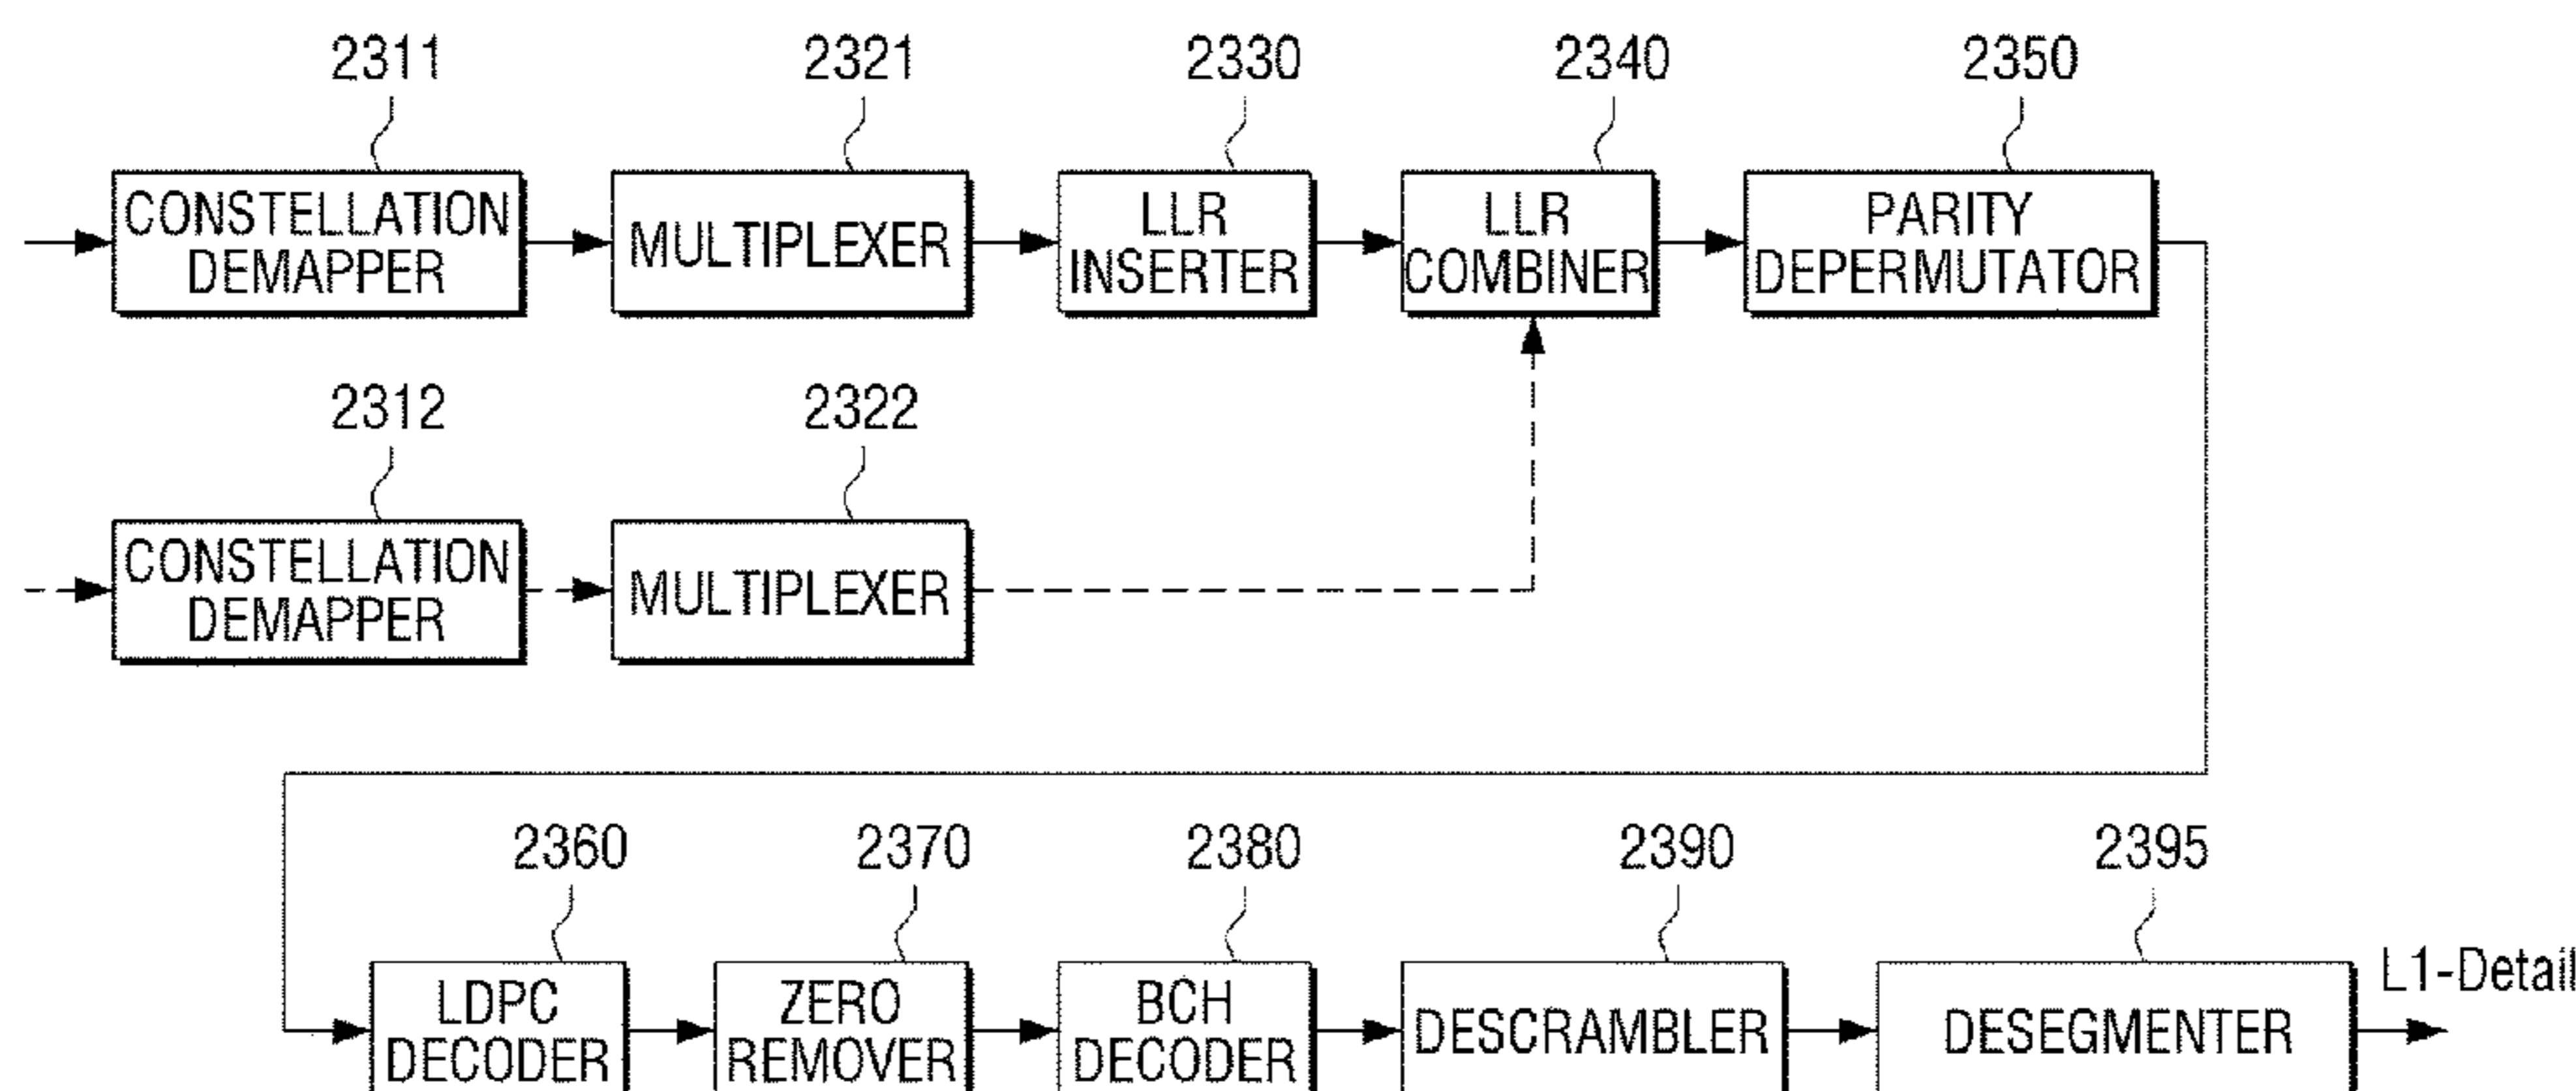 2311 2321 2330 2340 2350
CONSTELLATION DEMAPPER
MULTIPLEXER
LLR INSERTER
LLR COMBINER
PARITY DEPERMUTATOR
2312 2322
CONSTELLATION DEMAPPER
MULTIPLEXER
2360 2370 2380 2390 2395
LDPC DECODER
ZERO REMOVER
BCH DECODER
DESCRAMBLER
DESEGMENTER
L1-Detail